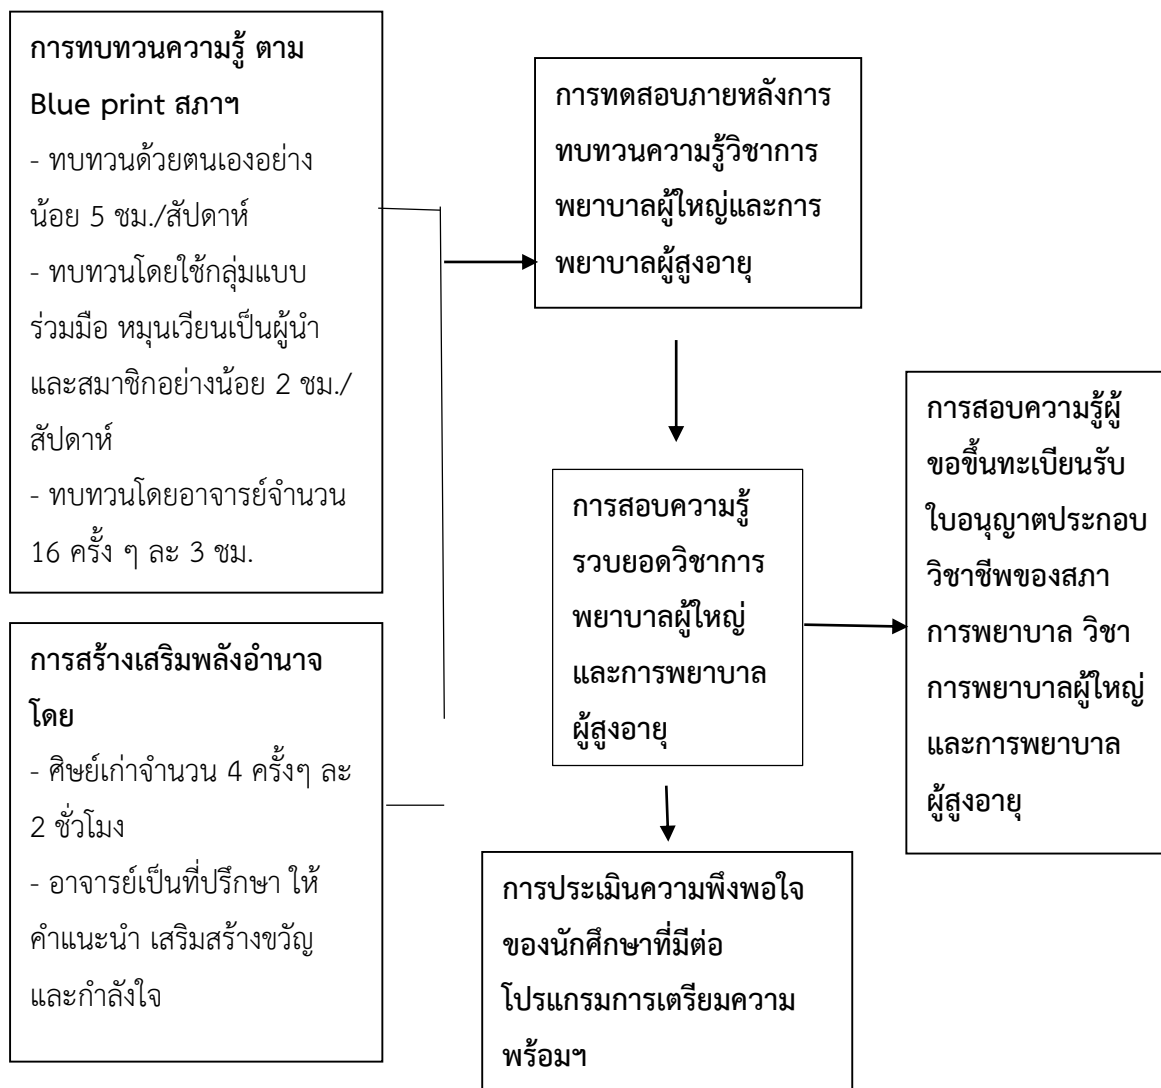 การทบทวนความรู้ ตาม
Blue print สภาฯ
- ทบทวนด้วยตนเองอย่าง
น้อย 5 ชม./สัปดาห์
- ทบทวนโดยใช้กลุ่มแบบ
ร่วมมือ หมุนเวียนเป็นผู้นำ
และสมาชิกอย่างน้อย 2 ชม./
สัปดาห์
- ทบทวนโดยอาจารย์จำนวน
16 ครั้ง ๆ ละ 3 ชม.
การสร้างเสริมพลังอำนาจ
โดย
- ศิษย์เก่าจำนวน 4 ครั้งๆ ละ
2 ชั่วโมง
- อาจารย์เป็นที่ปรึกษา ให้
คำแนะนำ เสริมสร้างขวัญ
และกำลังใจ
การทดสอบภายหลังการ
ทบทวนความรู้วิชาการ
พยาบาลผู้ใหญ่และการ
พยาบาลผู้สูงอายุ
การสอบความรู้
รวบยอดวิชาการ
พยาบาลผู้ใหญ่
และการพยาบาล
ผู้สูงอายุ
การประเมินความพึงพอใจ
ของนักศึกษาที่มีต่อ
โปรแกรมการเตรียมความ
พร้อมฯ
การสอบความรู้ผู้
ขอขึ้นทะเบียนรับ
ใบอนุญาตประกอบ
วิชาชีพของสภา
การพยาบาล วิชา
การพยาบาลผู้ใหญ่
และการพยาบาล
ผู้สูงอายุ